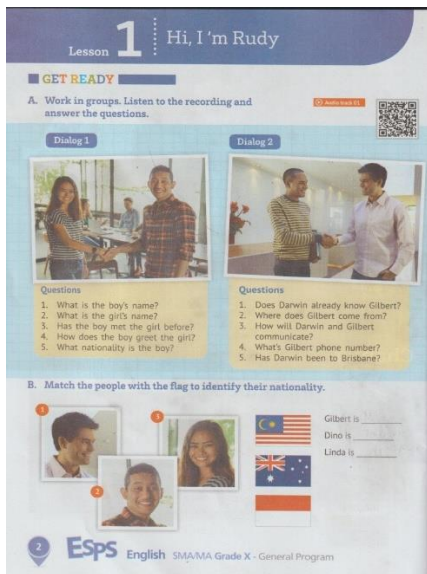 Lesson 1 Hi, I'm Rudy
GET READY
A. Work in groups. Listen to the recording and
answer the questions.
Audio track 01
Dialog 1
Dialog 2
Questions
1. What is the boy's name?
2. What is the girl's name?
3. Has the boy met the girl before?
4. How does the boy greet the girl?
5. What nationality is the boy?
Questions
1. Does Darwin already know Gilbert?
2. Where does Gilbert come from?
3. How will Darwin and Gilbert
communicate?
4. What's Gilbert phone number?
5. Has Darwin been to Brisbane?
B. Match the people with the flag to identify their nationality.
1
2
3
Gilbert is
Dino is
Linda is
2 ESPS English SMA/MA Grade X - General Program